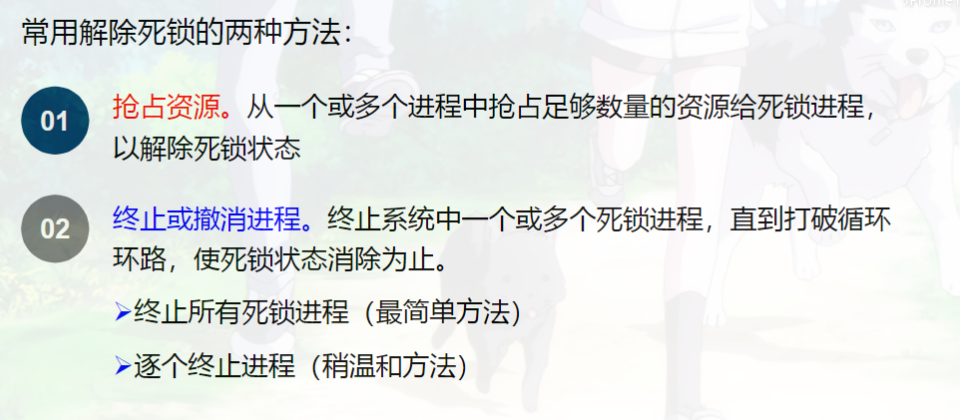 常用解除死锁的两种方法：
01
抢占资源。从一个或多个进程中抢占足够数量的资源给死锁进程，
以解除死锁状态
02
终止或撤消进程。终止系统中一个或多个死锁进程，直到打破循环
环路，使死锁状态消除为止。
➢终止所有死锁进程（最简单方法）
➢逐个终止进程（稍温和方法）